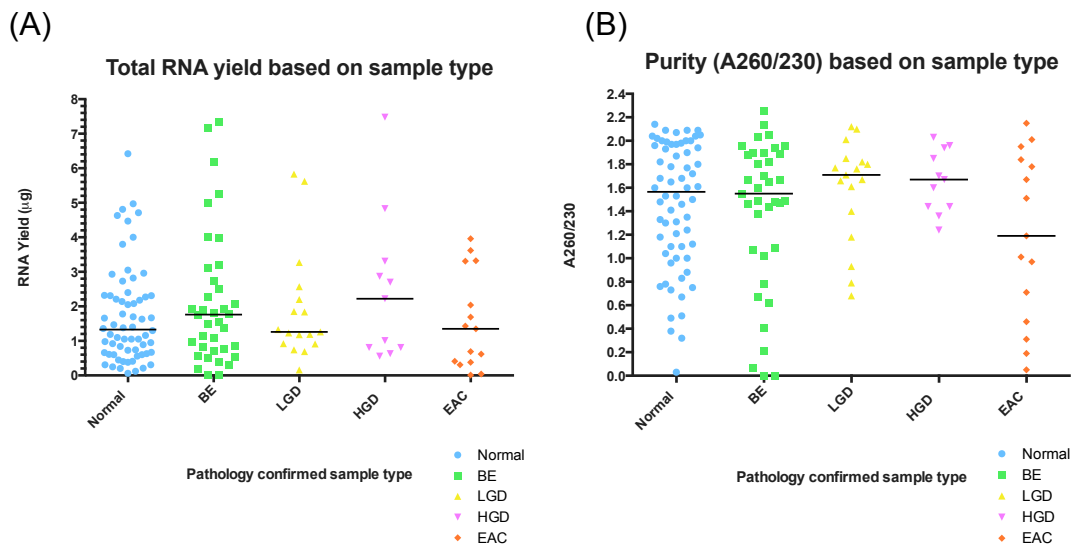 (A)
Total RNA yield based on sample type
8
7
6
5
4
3
2
1
0
RNA Yield (μg)
Normal
BE
LGD
HGD
EAC
Pathology confirmed sample type
Normal
BE
LGD
HGD
EAC
(B)
Purity (A260/230) based on sample type
2.4
2.2
2.0
1.8
1.6
1.4
1.2
1.0
0.8
0.6
0.4
0.2
0.0
A260/230
Normal
BE
LGD
HGD
EAC
Pathology confirmed sample type
Normal
BE
LGD
HGD
EAC